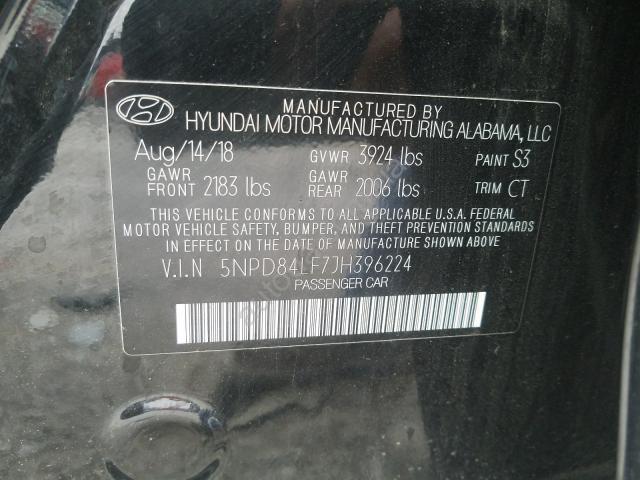 MANUFACTURED BY
HYUNDAI MOTOR MANUFACTURING ALABAMA, LLC
Aug/14/18 GVWR 3924 lbs PAINT S3
GAWR FRONT 2183 lbs GAWR REAR 2006 lbs TRIM CT
THIS VEHICLE CONFORMS TO ALL APPLICABLE U.S.A. FEDERAL
MOTOR VEHICLE SAFETY, BUMPER, AND THEFT PREVENTION STANDARDS
IN EFFECT ON THE DATE OF MANUFACTURE SHOWN ABOVE
V.I.N 5NPD84LF7JH396224
PASSENGER CAR